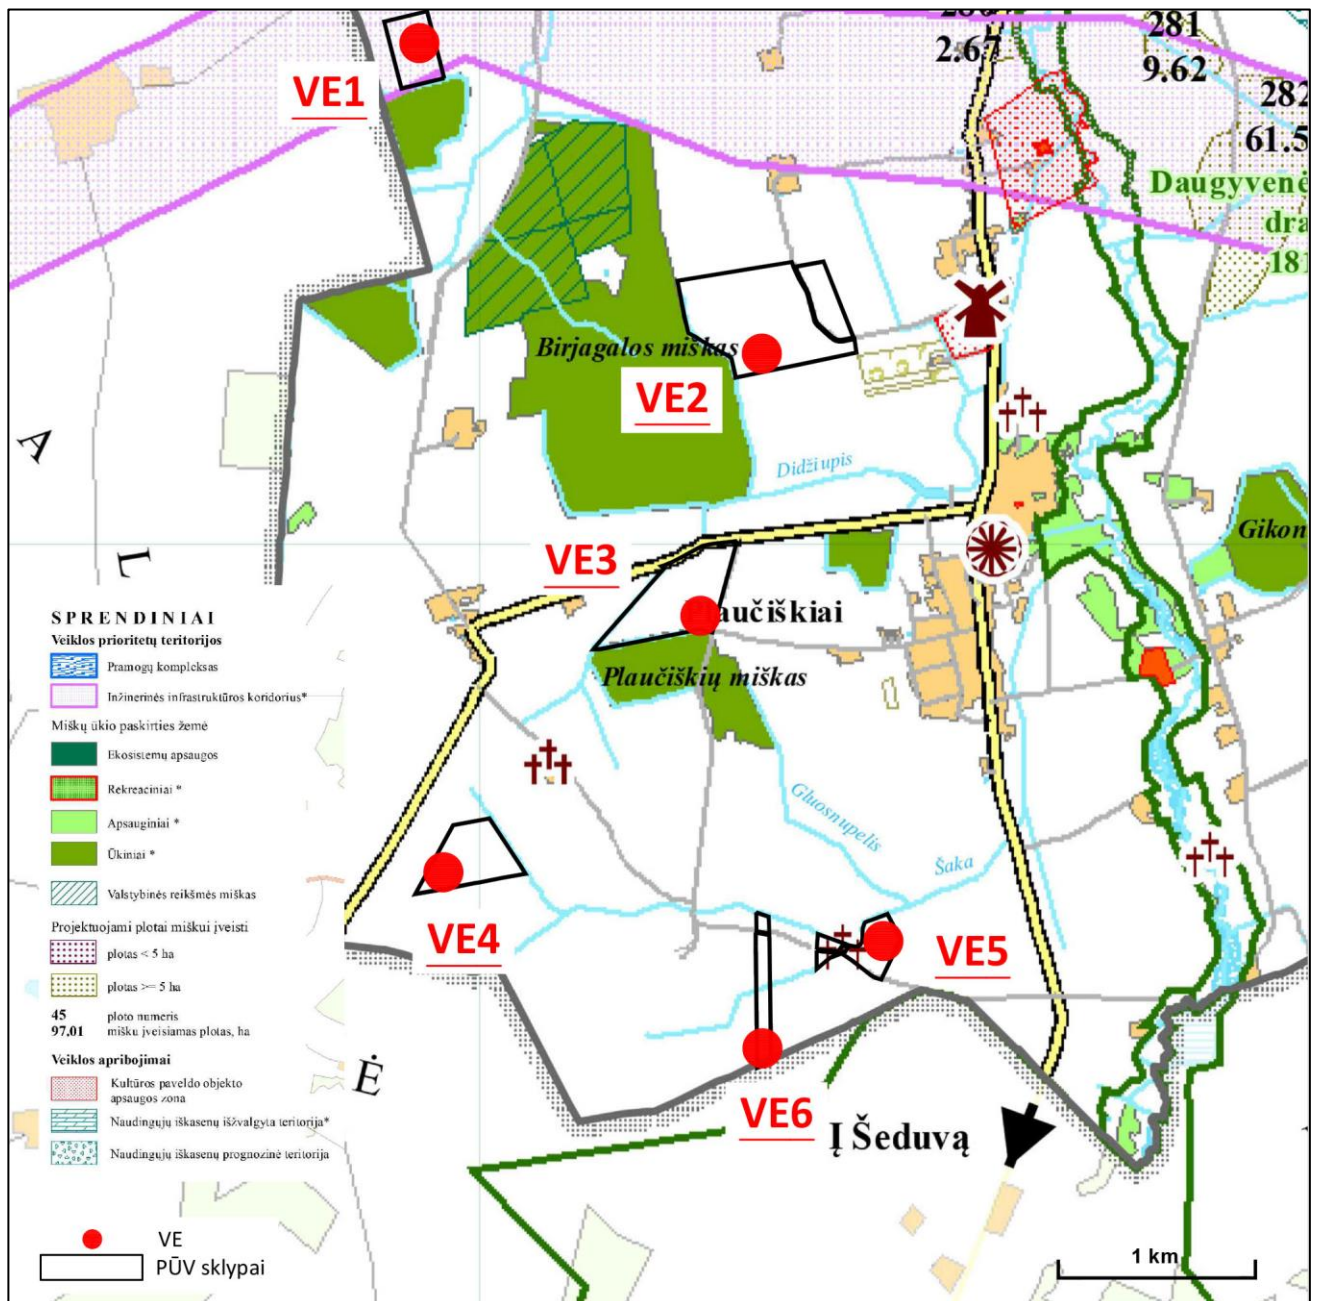 2.67
281
9.62
282
61.5
VE1
Daugyvenė
dra
181
Birjagalos miškas
VE2
A
Didžiupis
Gikon
L
VE3
aučiškiai
Plaučiškių miškas
SPRENDINIAI
Veiklos prioritetų teritorijos
Pramogų kompleksas
Inžinerinės infrastruktūros koridorius*
Miškų ūkio paskirties žemė
Ekosistemų apsaugos
Rekreaciniai *
Apsauginiai *
Ūkiniai *
Valstybinės reikšmės miškas
Projektuojami plotai miškui įveisti
plotas < 5 ha
plotas >= 5 ha
45 ploto numeris
97.01 mišku įveisiamas plotas, ha
Veiklos apribojimai
Kultūros paveldo objekto
apsaugos zona
Naudingųjų iškasenų išžvalgyta teritorija*
Naudingųjų iškasenų prognozinė teritorija
Gluosnupelis
Šaka
VE4
VE5
Ė
VE6
Į Šeduvą
VE
PŪV sklypai
1 km